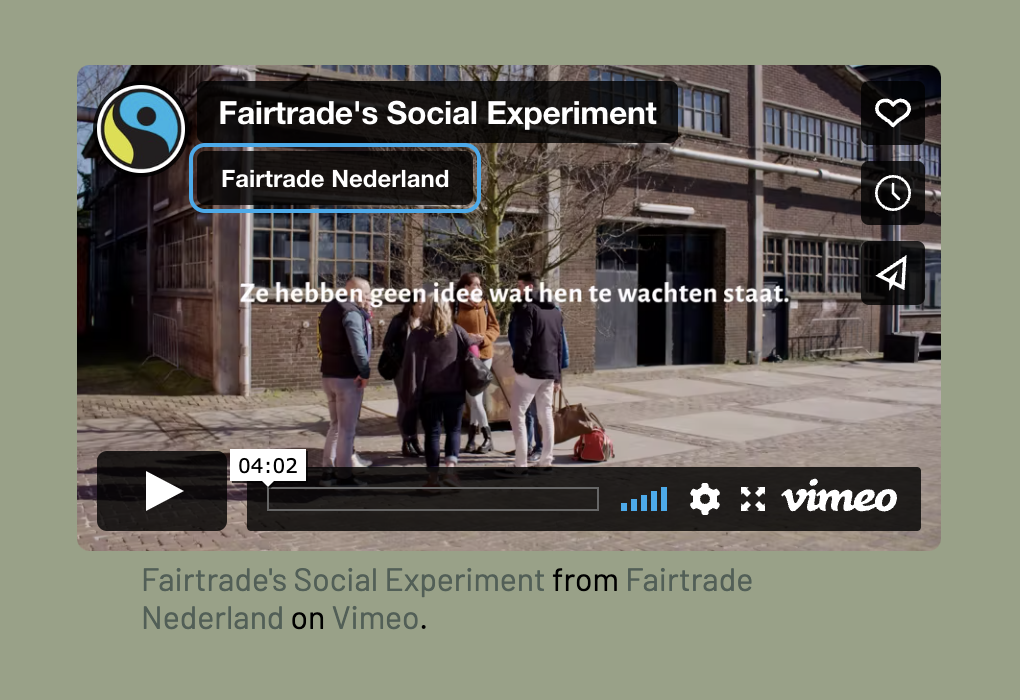 Fairtrade's Social Experiment
Fairtrade Nederland
Ze hebben geen idee wat hen te wachten staat.
04:02
vimeo
Fairtrade's Social Experiment from Fairtrade
Nederland on Vimeo.